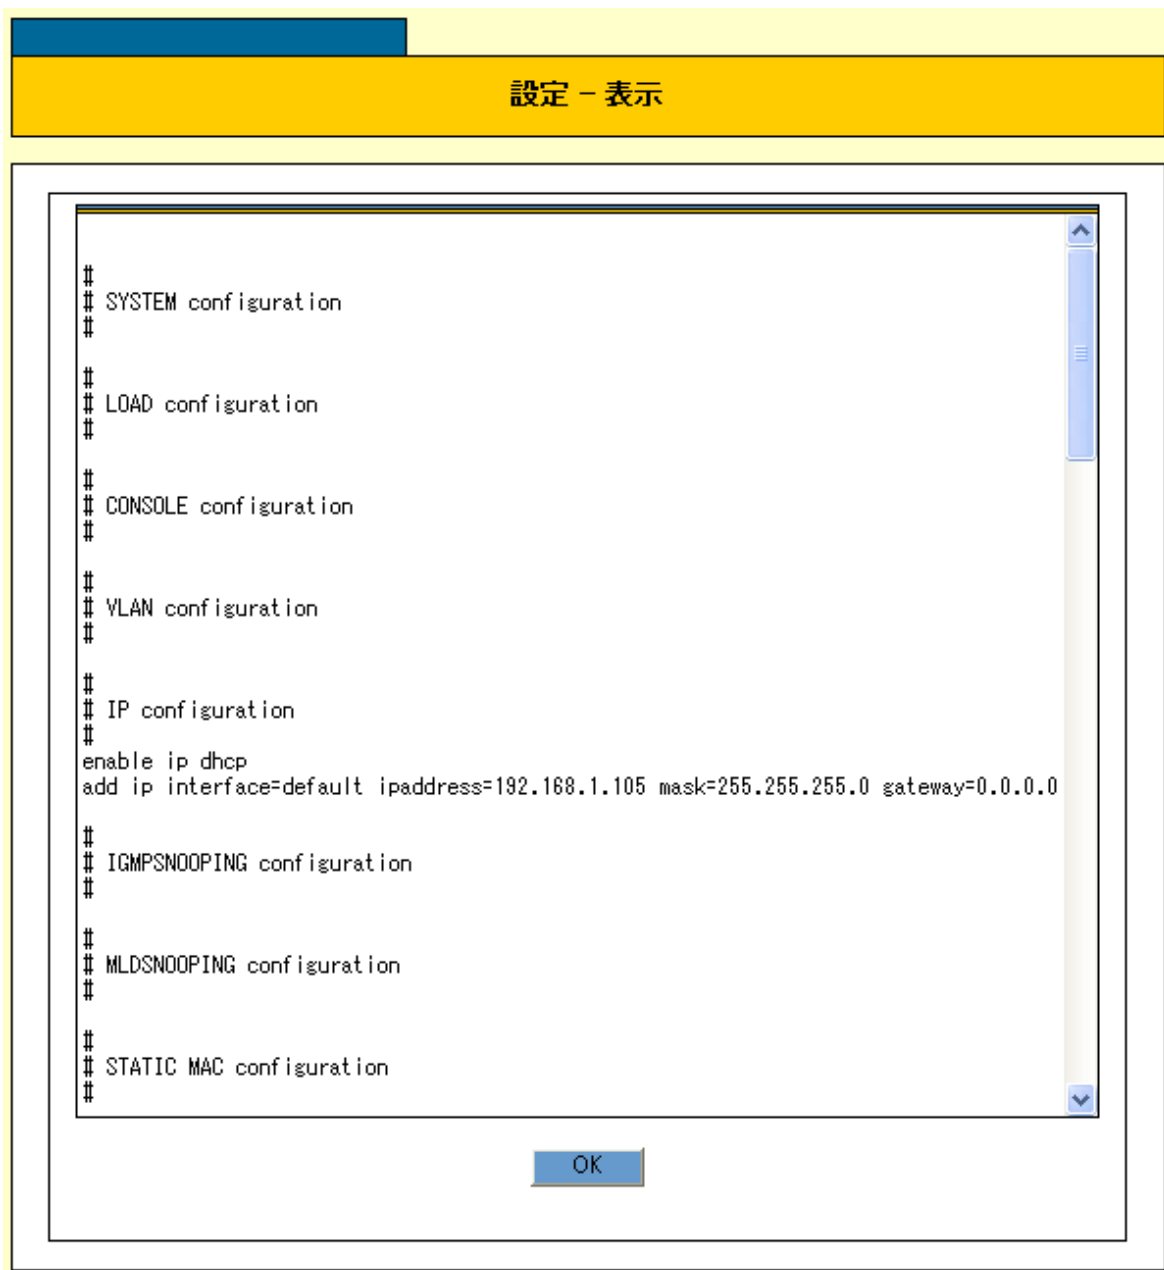 設定 － 表示
#
# SYSTEM configuration
#
#
# LOAD configuration
#
#
# CONSOLE configuration
#
#
# VLAN configuration
#
#
# IP configuration
#
enable ip dhcp
add ip interface=default ipaddress=192.168.1.105 mask=255.255.255.0 gateway=0.0.0.0
#
# IGMPSNOOPING configuration
#
#
# MLDSNOOPING configuration
#
#
# STATIC MAC configuration
#
OK